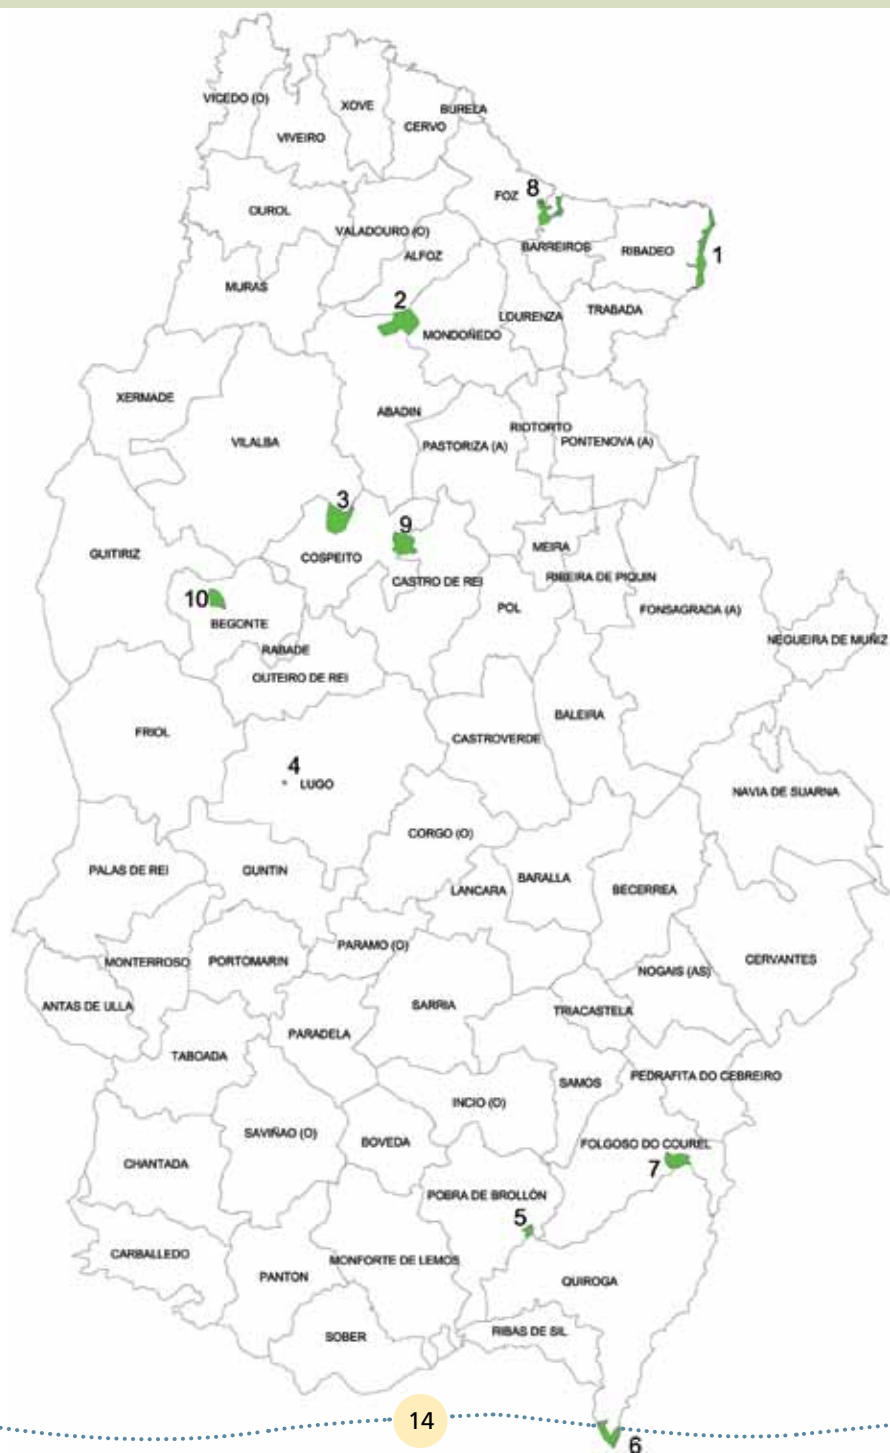 VICEDO (O)
XOVE
BURELA
CERVO
VIVEIRO
8
FOZ
OUROL
VALADOURO (O)
BARREIROS
RIBADEO
1
ALFOZ
MURAS
2
LOURENZA
TRABADA
MONDOÑEDO
XERMADE
ABADIN
RIOTORTO
VILALBA
PASTORIZA (A)
PONTENOVA (A)
3
9
MEIRA
GUITIRIZ
COSPEITO
CASTRO DE REI
RIBEIRA DE PIQUIN
10
POL
FONSAGRADA (A)
BEGONTE
NEGUEIRA DE MUÑIZ
RABADE
OUTEIRO DE REI
BALEIRA
FRIOL
CASTROVERDE
4
LUGO
NAVIA DE SUARNA
CORGO (O)
PALAS DE REI
GUNTIN
BARALLA
LANCARA
BECERREA
PARAMO (O)
MONTERROSO
PORTOMARIN
CERVANTES
NOGAIS (AS)
ANTAS DE ULLA
SARRIA
TRIACASTELA
PARADELA
TABOADA
PEDRAFITA DO CEBREIRO
SAMOS
INCIO (O)
SAVIÑAO (O)
BOVEDA
FOLGOSO DO COUREL
CHANTADA
7
POBRA DE BROLLÓN
5
CARBALLEDO
MONFORTE DE LEMOS
PANTON
QUIROGA
RIBAS DE SIL
SOBER
14
6